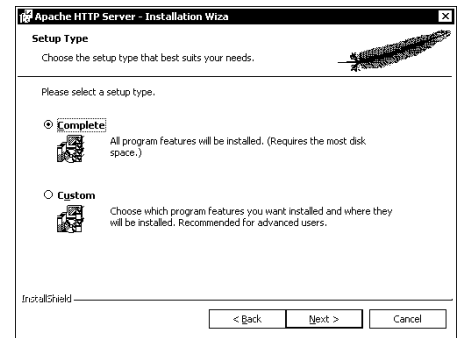 Apache HTTP Server - Installation Wiza
Setup Type
Choose the setup type that best suits your needs.
Please select a setup type.
Complete
All program features will be installed. (Requires the most disk
space.)
Custom
Choose which program features you want installed and where they
will be installed. Recommended for advanced users.
InstallShield
< Back
Next >
Cancel